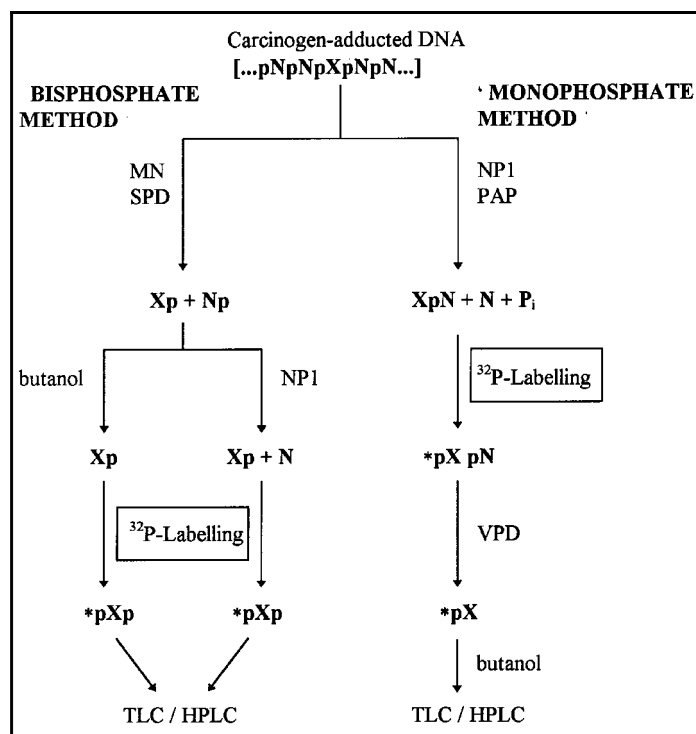 Carcinogen-adducted DNA
[...pNpNpXpNpN...]
BISPHOSPHATE
METHOD
MONOPHOSPHATE
METHOD
MN
SPD
NP1
PAP
Xp + Np
XpN + N + Pᵢ
butanol
NP1
³²P-Labelling
Xp
Xp + N
*pX pN
³²P-Labelling
VPD
*pXp
*pXp
*pX
butanol
TLC / HPLC
TLC / HPLC